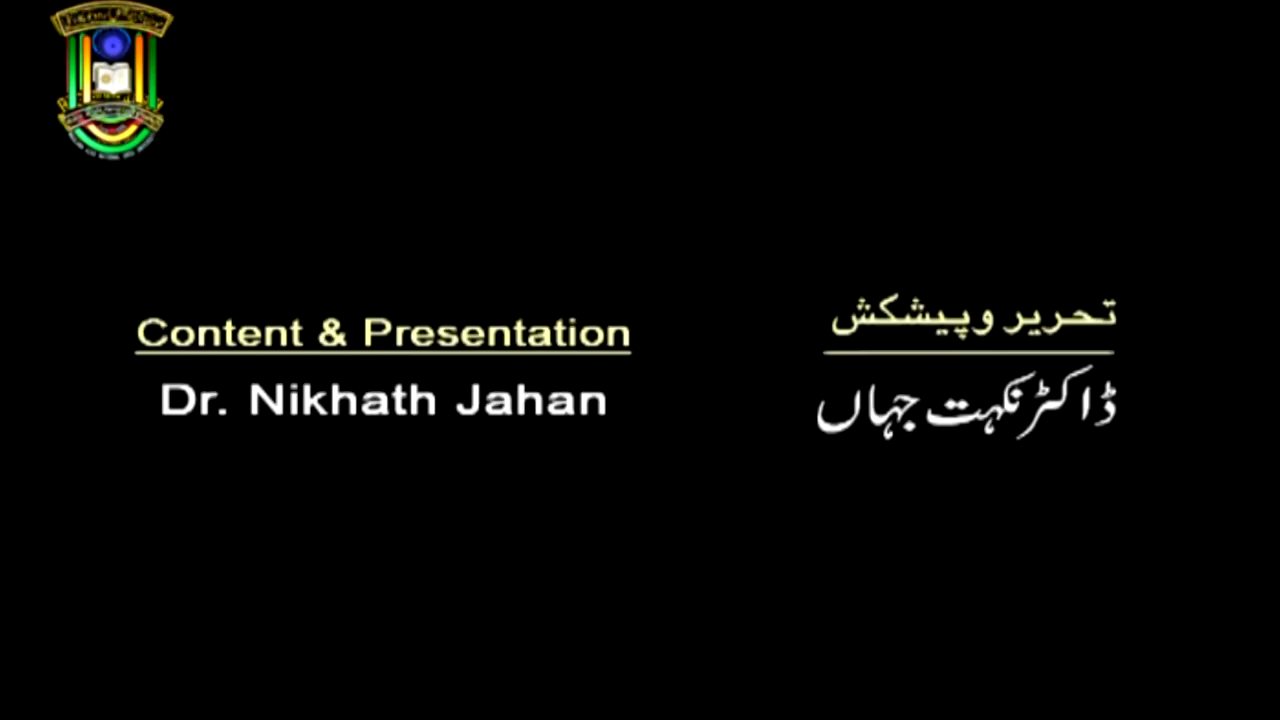 Content & Presentation
Dr. Nikhath Jahan
تحریر و پیشکش
ڈاکٹر نکہت جہاں